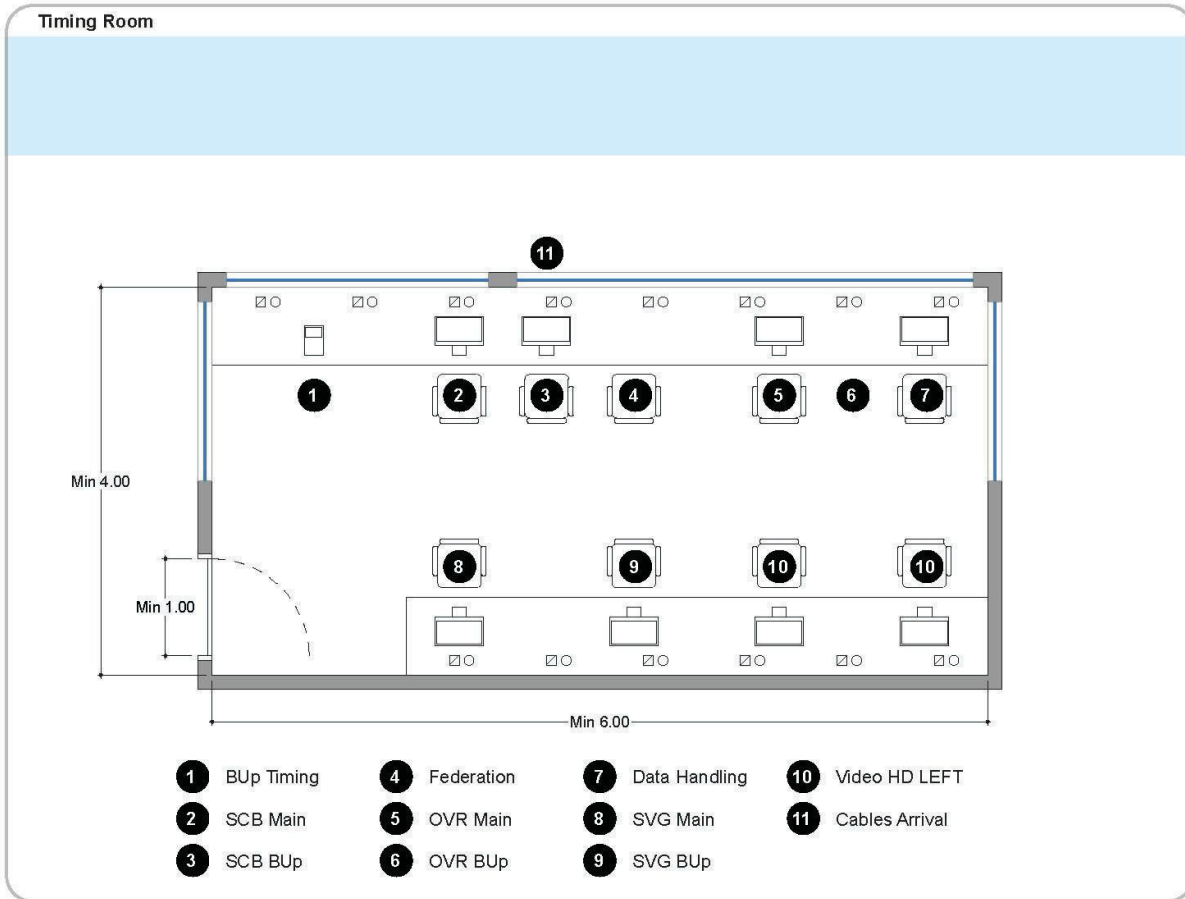 Timing Room
11
1 2 3 4 5 6 7
Min 4.00
8 9 10 10
Min 1.00
Min 6.00
1 BUp Timing
2 SCB Main
3 SCB BUp
4 Federation
5 OVR Main
6 OVR BUp
7 Data Handling
8 SVG Main
9 SVG BUp
10 Video HD LEFT
11 Cables Arrival